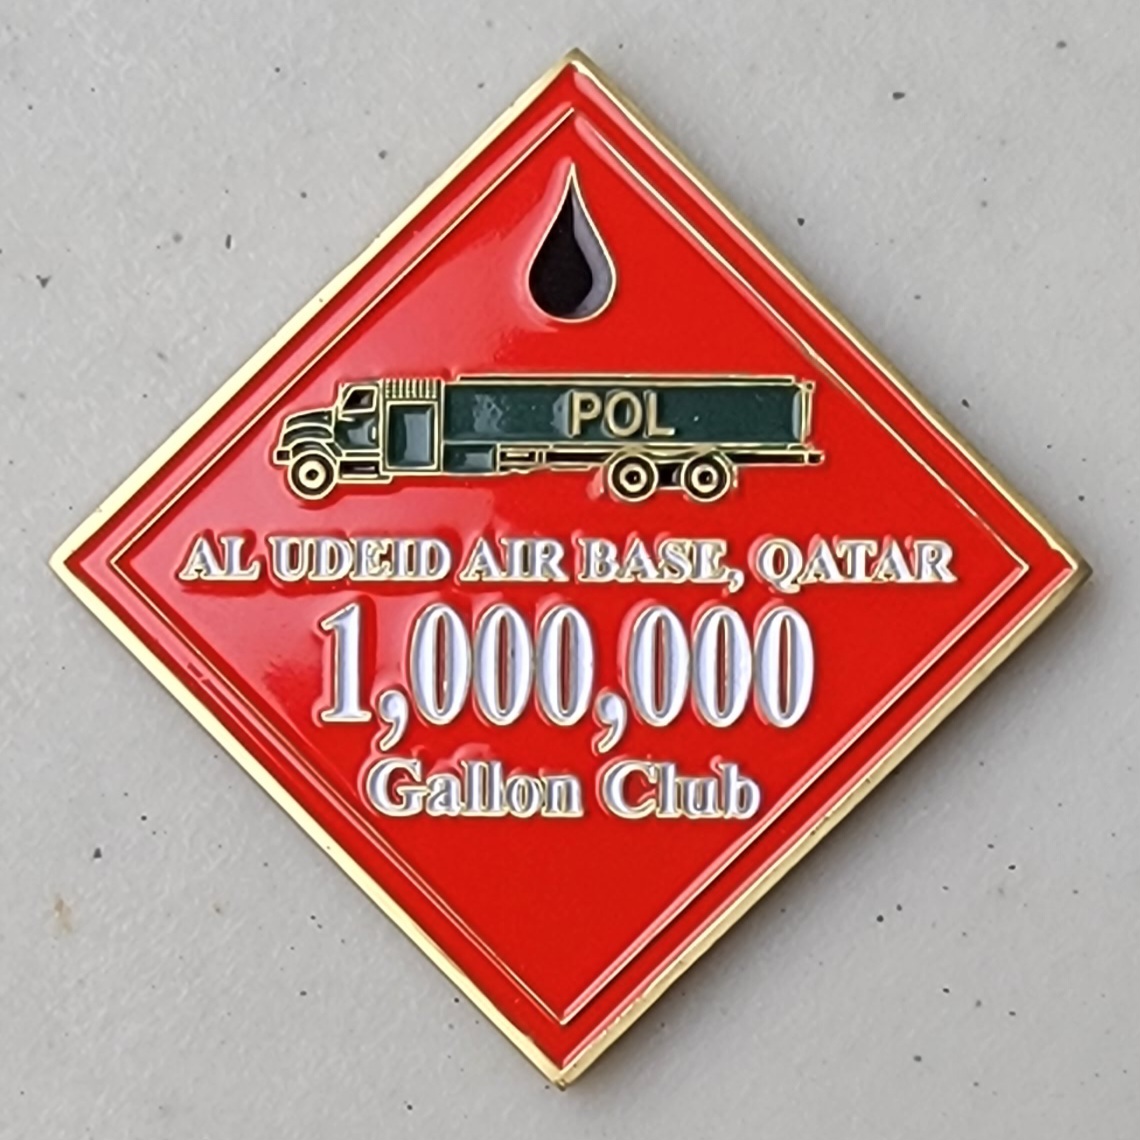 POL
AL UDEID AIR BASE, QATAR
1,000,000
Gallon Club